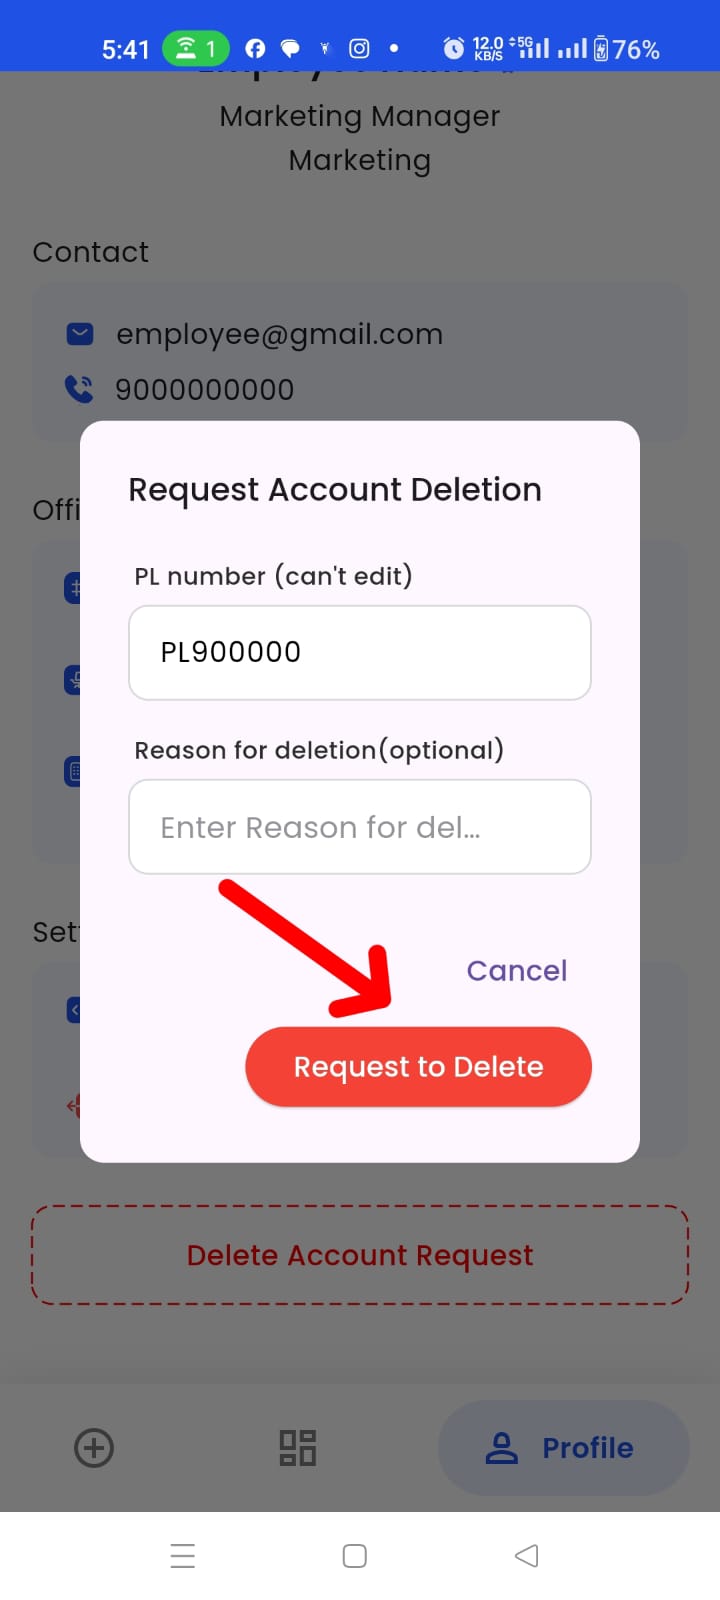 5:41 1 12.0 KB/S 5G 76%
Marketing Manager
Marketing
Contact
employee@gmail.com
9000000000
Request Account Deletion
Offi
PL number (can't edit)
PL900000
Reason for deletion(optional)
Enter Reason for del...
Set
Cancel
Request to Delete
Delete Account Request
Profile